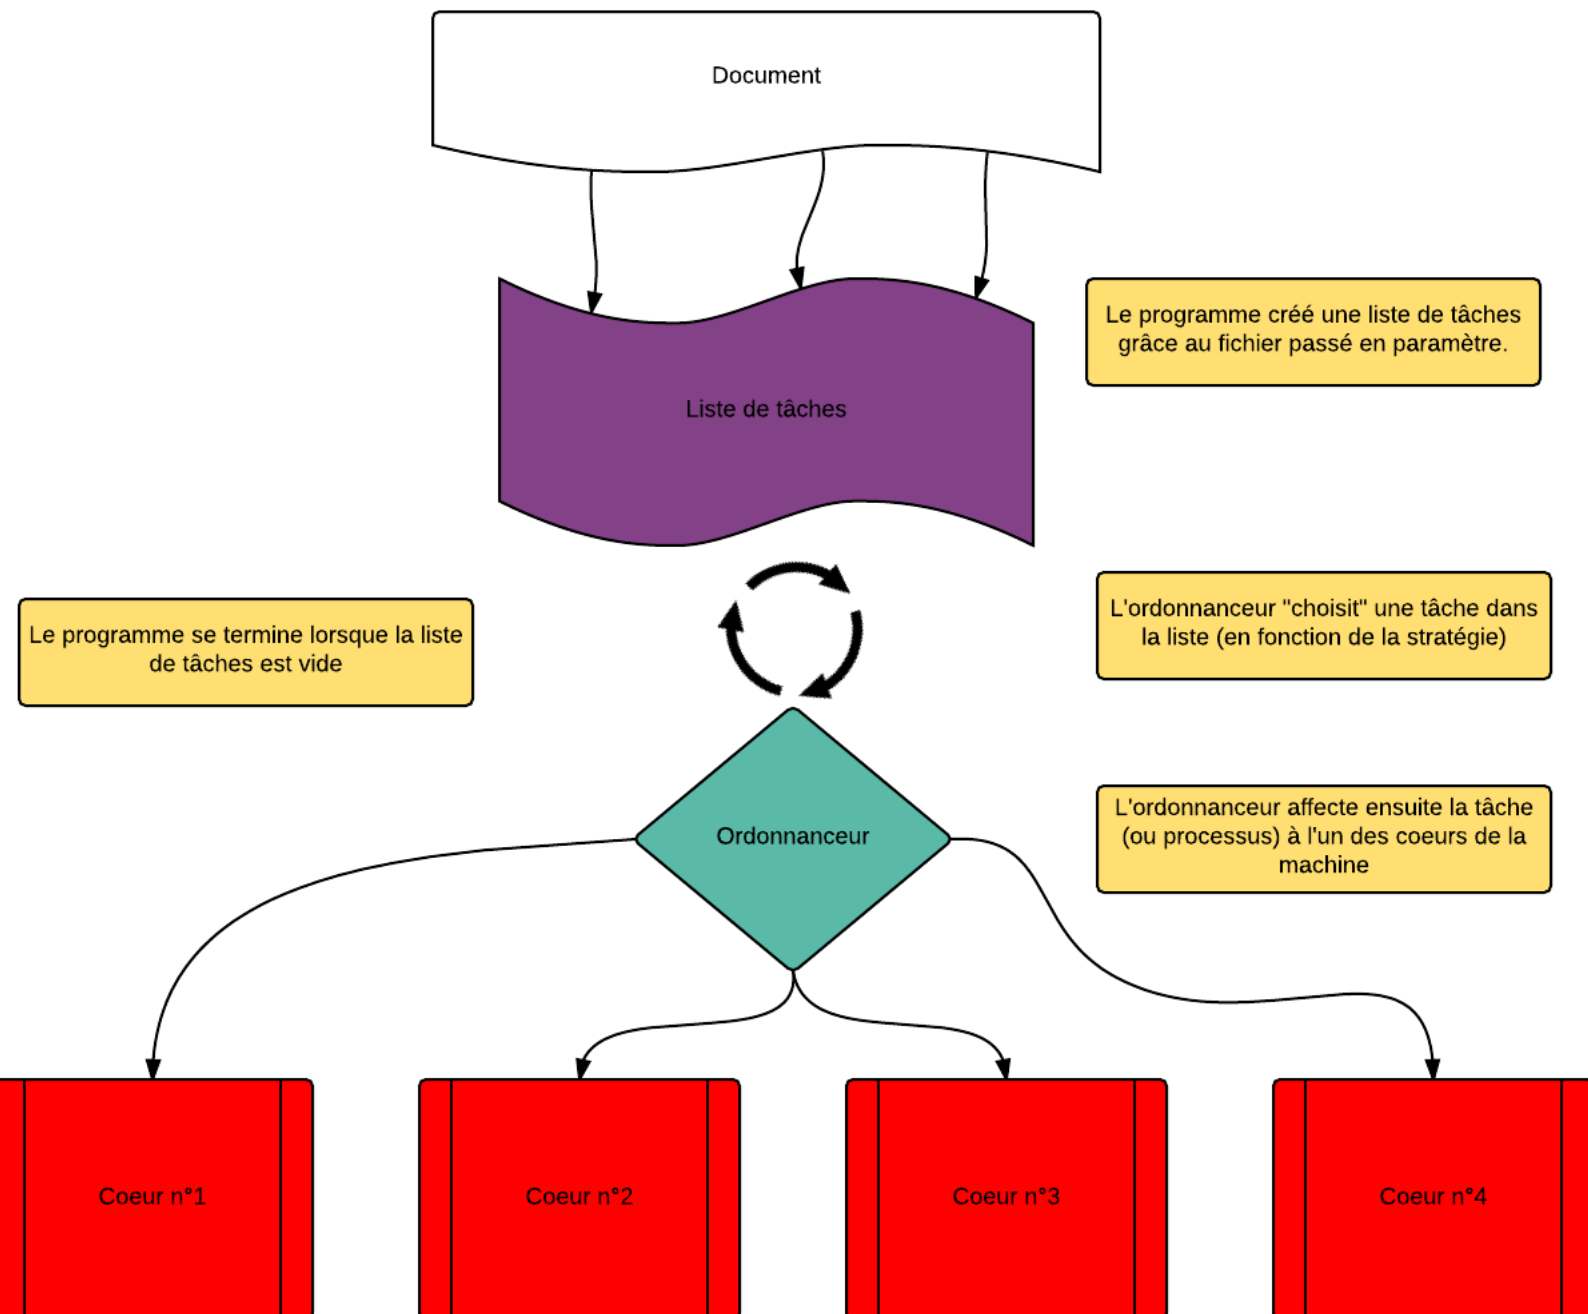 Document
Le programme créé une liste de tâches
grâce au fichier passé en paramètre.
Liste de tâches
L'ordonnanceur "choisit" une tâche dans
la liste (en fonction de la stratégie)
Le programme se termine lorsque la liste
de tâches est vide
L'ordonnanceur affecte ensuite la tâche
(ou processus) à l'un des coeurs de la
machine
Ordonnanceur
Coeur n°1
Coeur n°2
Coeur n°3
Coeur n°4